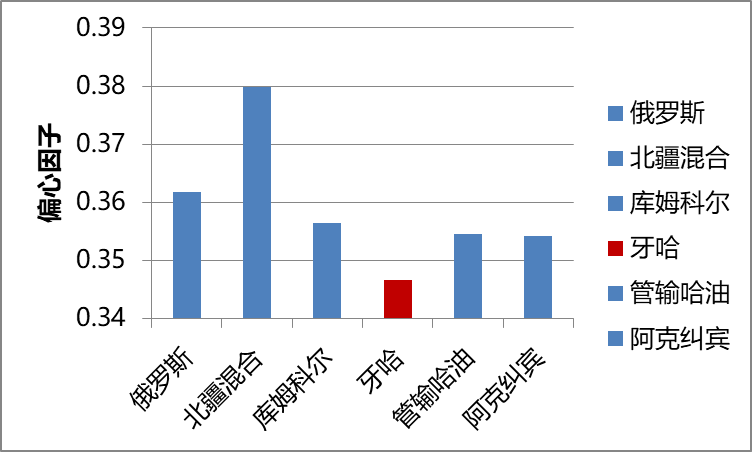 0.39
0.38
0.37
0.36
0.35
0.34
偏心因子
俄罗斯
北疆混合
库姆科尔
牙哈
管输哈油
阿克纠宾
俄罗斯
北疆混合
库姆科尔
牙哈
管输哈油
阿克纠宾